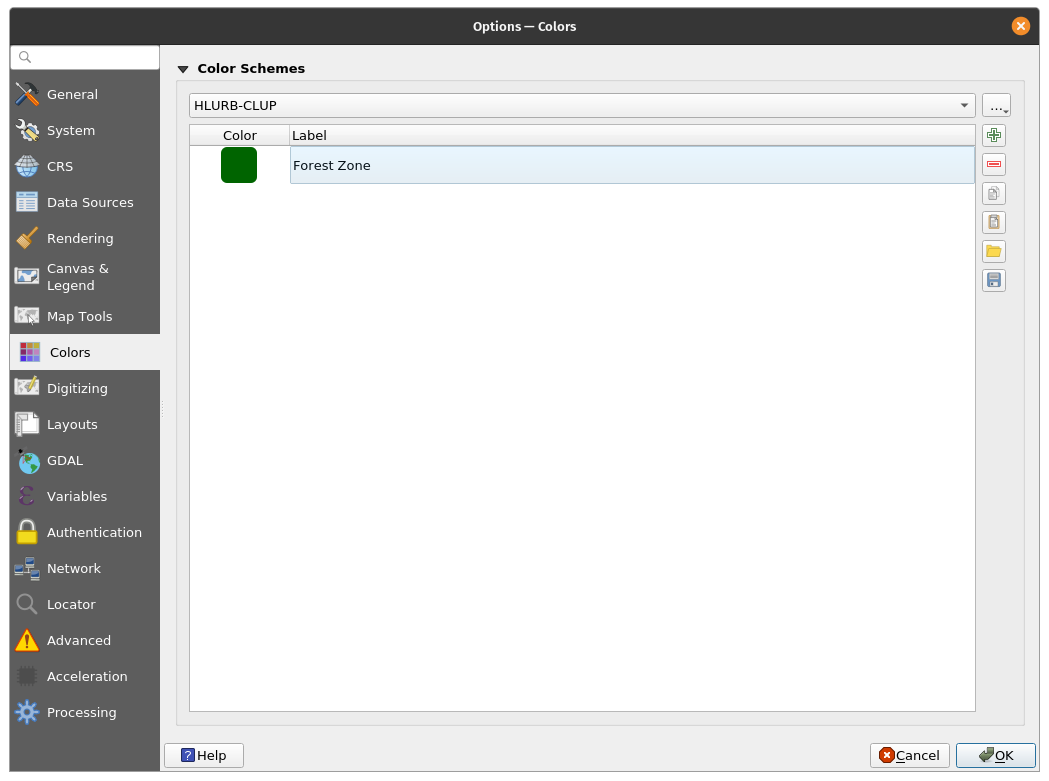 Options — Colors
General
System
CRS
Data Sources
Rendering
Canvas &
Legend
Map Tools
Colors
Digitizing
Layouts
GDAL
Variables
Authentication
Network
Locator
Advanced
Acceleration
Processing
Color Schemes
HLURB-CLUP
...
Color Label
Forest Zone
Help
Cancel
OK